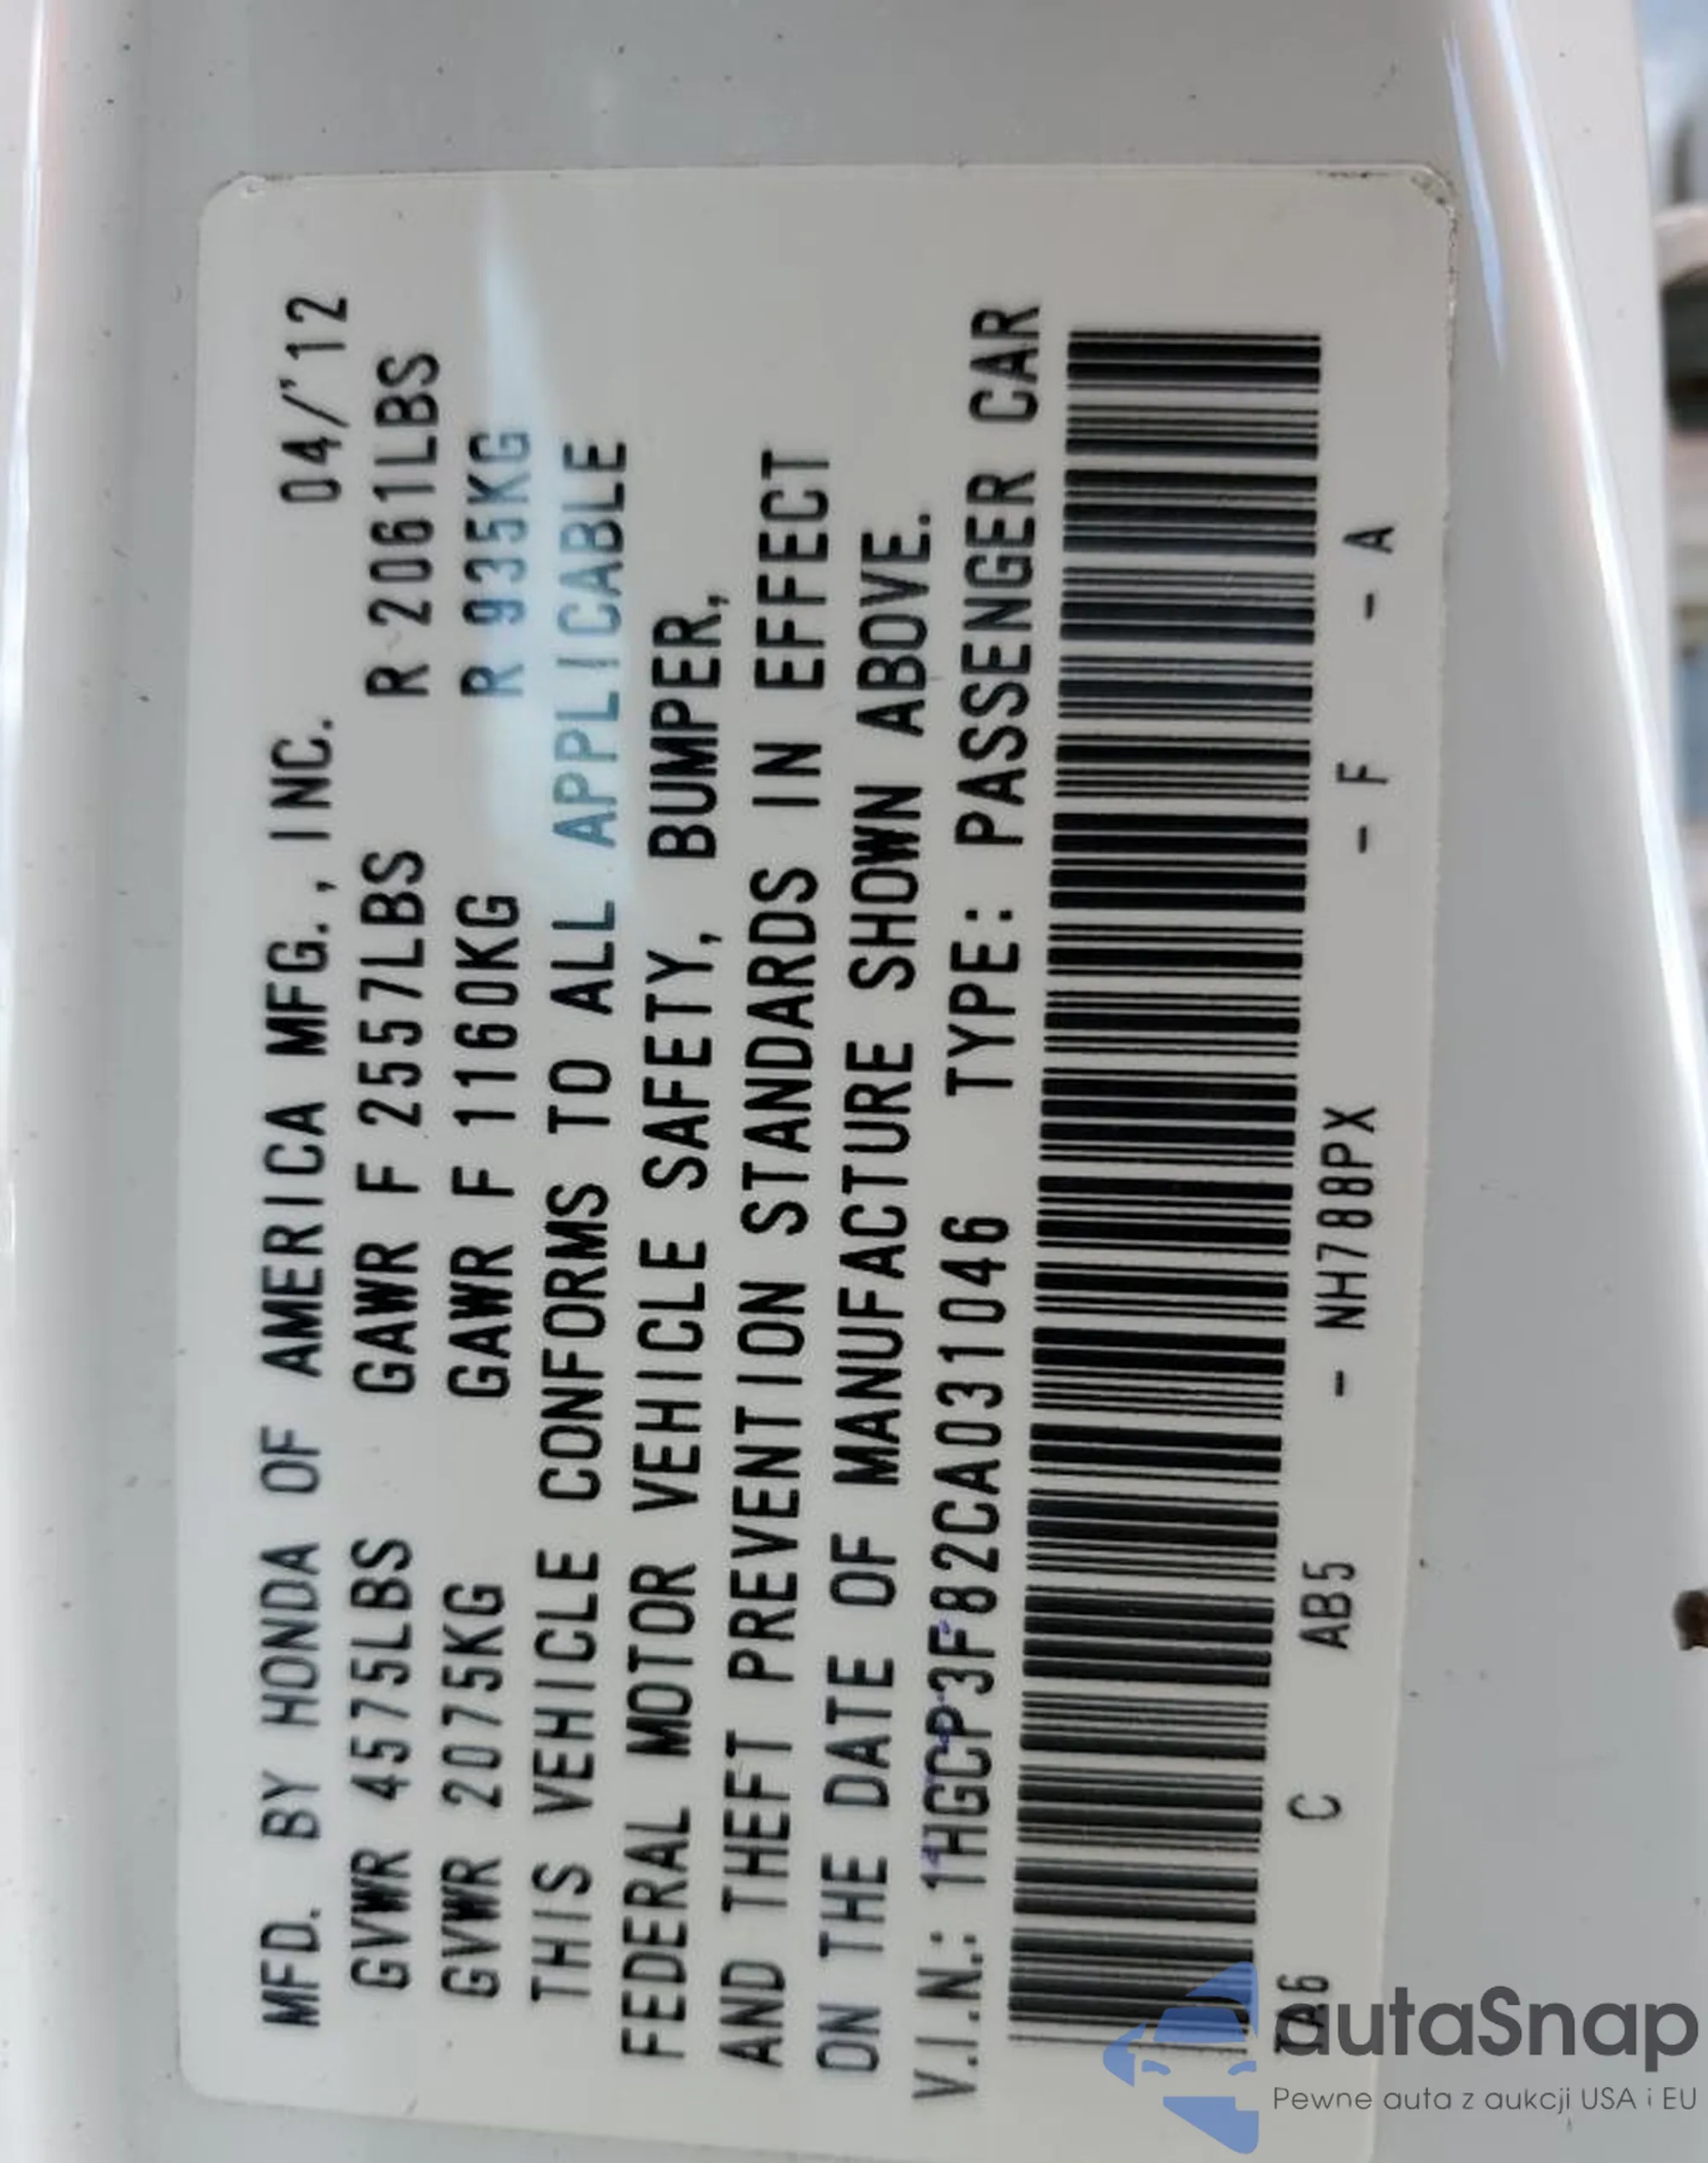 MFD. BY HONDA OF AMERICA MFG., INC. 04/'12
GVWR 4575LBS GAWR F 2557LBS R 2061LBS
GVWR 2075KG GAWR F 1160KG R 935KG
THIS VEHICLE CONFORMS TO ALL APPLICABLE
FEDERAL MOTOR VEHICLE SAFETY, BUMPER,
AND THEFT PREVENTION STANDARDS IN EFFECT
ON THE DATE OF MANUFACTURE SHOWN ABOVE.
V.I.N.: 1HGCP3F82CA031046 TYPE: PASSENGER CAR
TA6 C AB5 - NH788PX - F - A
autaSnap
Pewne auta z aukcji USA i EU